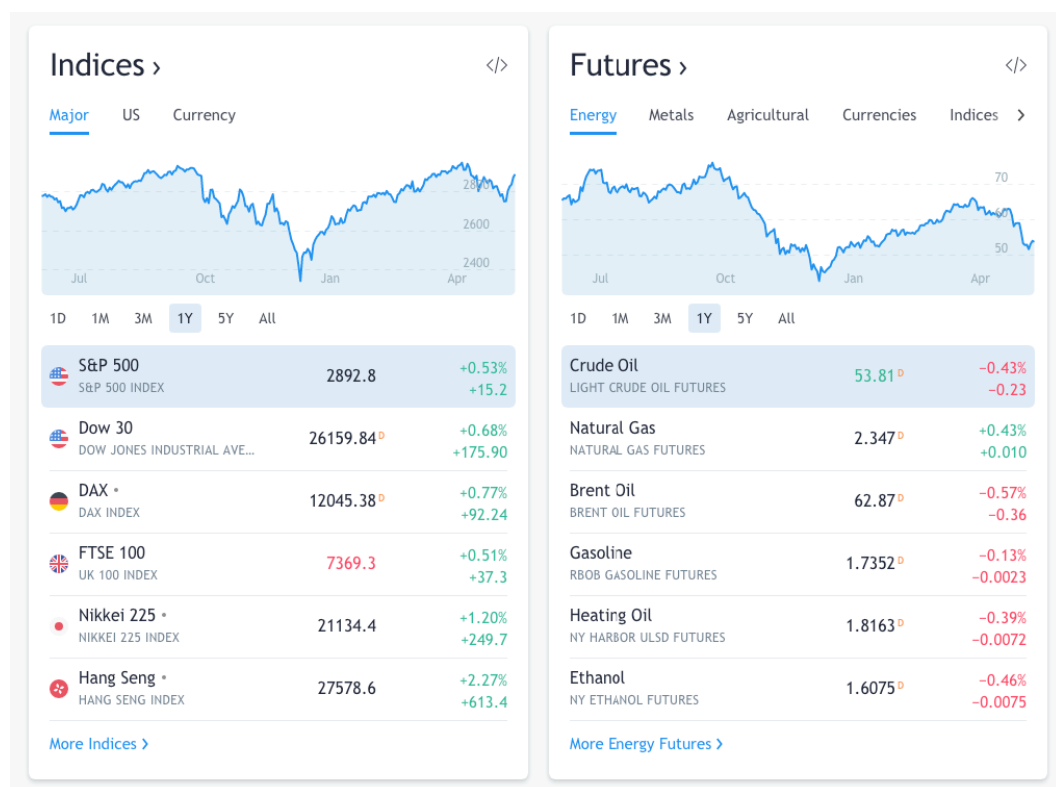 Indices ›
</>
Major US Currency
2800
2600
2400
Jul Oct Jan Apr
1D 1M 3M 1Y 5Y All
S&P 500
S&P 500 INDEX
2892.8
+0.53%
+15.2
Dow 30
DOW JONES INDUSTRIAL AVE...
26159.84 D
+0.68%
+175.90
DAX •
DAX INDEX
12045.38 D
+0.77%
+92.24
FTSE 100
UK 100 INDEX
7369.3
+0.51%
+37.3
Nikkei 225 •
NIKKEI 225 INDEX
21134.4
+1.20%
+249.7
Hang Seng •
HANG SENG INDEX
27578.6
+2.27%
+613.4
More Indices ›
Futures ›
</>
Energy Metals Agricultural Currencies Indices ›
70
60
50
Jul Oct Jan Apr
1D 1M 3M 1Y 5Y All
Crude Oil
LIGHT CRUDE OIL FUTURES
53.81 D
−0.43%
−0.23
Natural Gas
NATURAL GAS FUTURES
2.347 D
+0.43%
+0.010
Brent Oil
BRENT OIL FUTURES
62.87 D
−0.57%
−0.36
Gasoline
RBOB GASOLINE FUTURES
1.7352 D
−0.13%
−0.0023
Heating Oil
NY HARBOR ULSD FUTURES
1.8163 D
−0.39%
−0.0072
Ethanol
NY ETHANOL FUTURES
1.6075 D
−0.46%
−0.0075
More Energy Futures ›